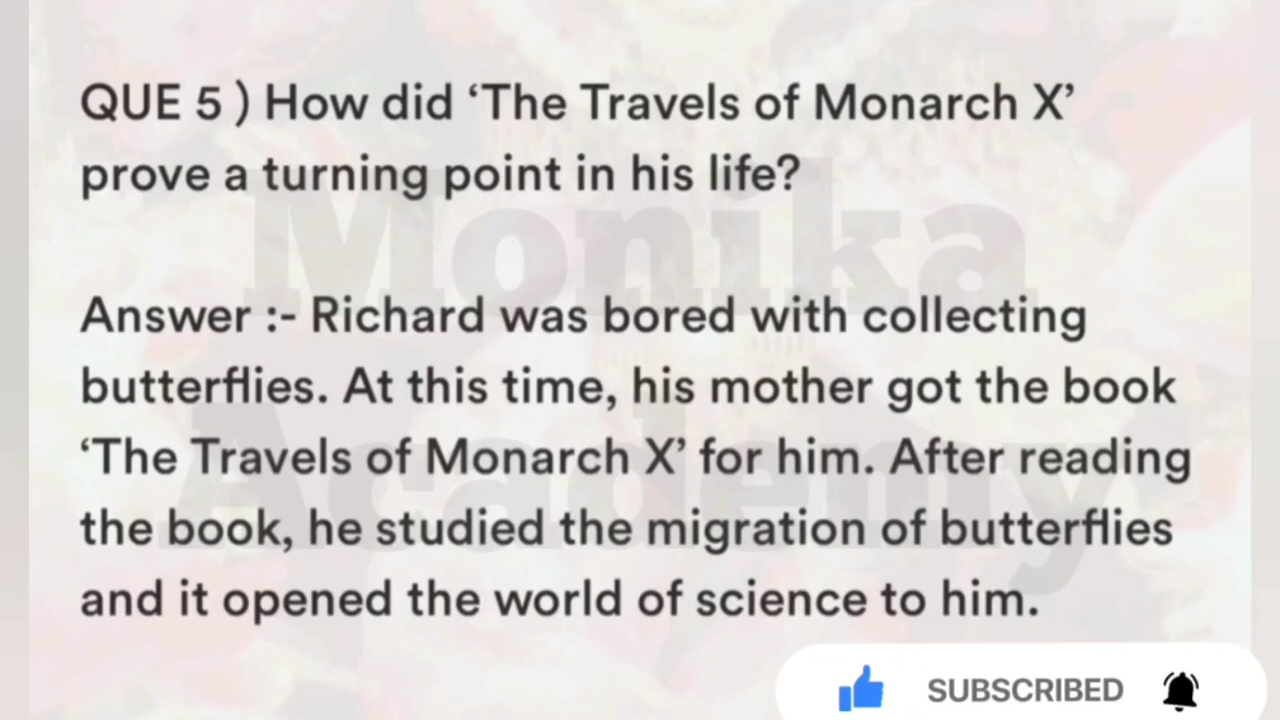 QUE 5 ) How did ‘The Travels of Monarch X’
prove a turning point in his life?
Monika
Academy
Answer :- Richard was bored with collecting
butterflies. At this time, his mother got the book
‘The Travels of Monarch X’ for him. After reading
the book, he studied the migration of butterflies
and it opened the world of science to him.
SUBSCRIBED